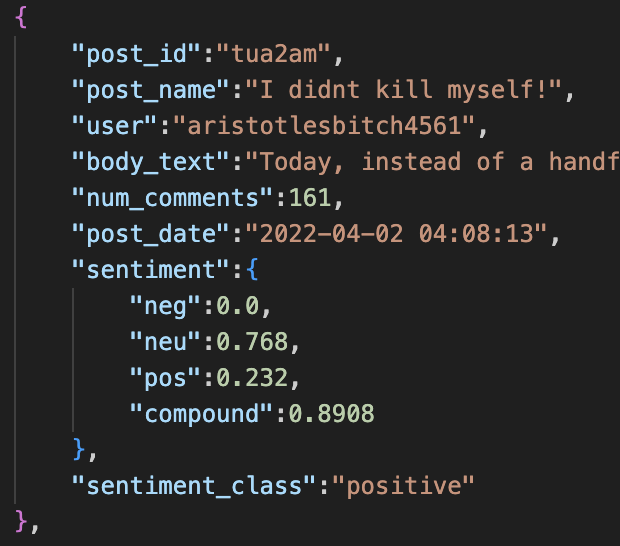 {
"post_id":"tua2am",
"post_name":"I didnt kill myself!",
"user":"aristotlesbitch4561",
"body_text":"Today, instead of a handf
"num_comments":161,
"post_date":"2022-04-02 04:08:13",
"sentiment":{
"neg":0.0,
"neu":0.768,
"pos":0.232,
"compound":0.8908
},
"sentiment_class":"positive"
},